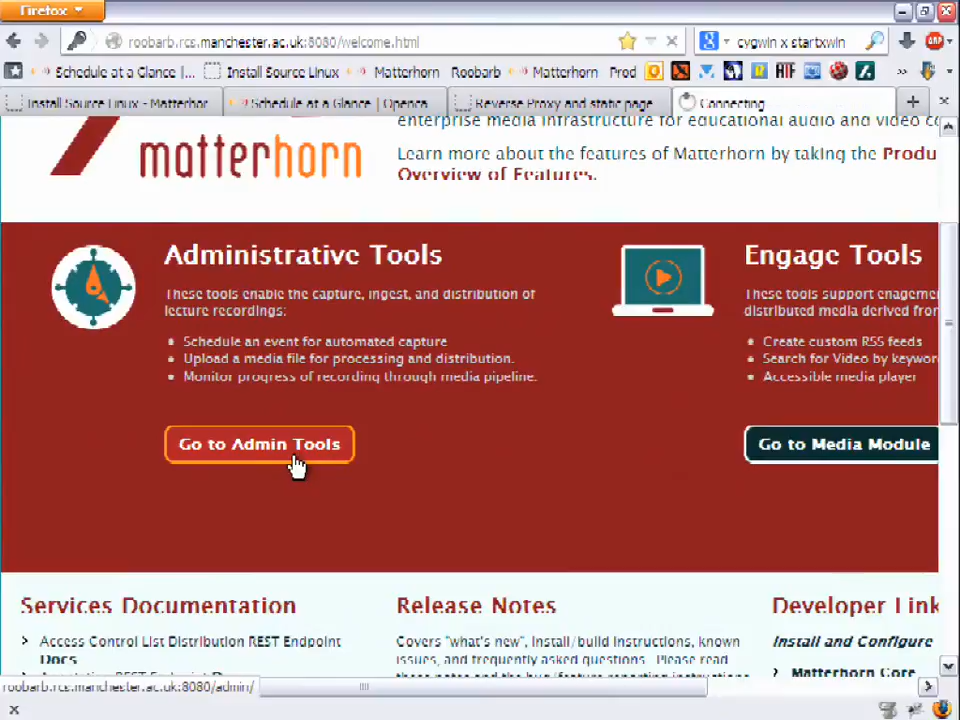 Firefox
roobarb.rcs.manchester.ac.uk:8080/welcome.html
cygwin x startxwin
ABP
Schedule at a Glance |...
Install Source Linux
Matterhorn
Roobarb
Matterhorn
Prod
Install Source Linux - Matterhor
Schedule at a Glance | Openca
Reverse Proxy and static page
Connecting
enterprise media infrastructure for educational audio and video co
matterhorn
Learn more about the features of Matterhorn by taking the Produ
Overview of Features.
Administrative Tools
These tools enable the capture, ingest, and distribution of
lecture recordings:
Schedule an event for automated capture
Upload a media file for processing and distribution.
Monitor progress of recording through media pipeline.
Go to Admin Tools
Engage Tools
These tools support enagemen
distributed media derived from
Create custom RSS feeds
Search for Video by keywor
Accessible media player
Go to Media Module
Services Documentation
Access Control List Distribution REST Endpoint
Docs
Release Notes
Covers "what's new", install/build instructions, known
issues, and frequently asked questions. Please read
Developer Link
Install and Configure
Matterhorn Core
roobarb.rcs.manchester.ac.uk:8080/admin/